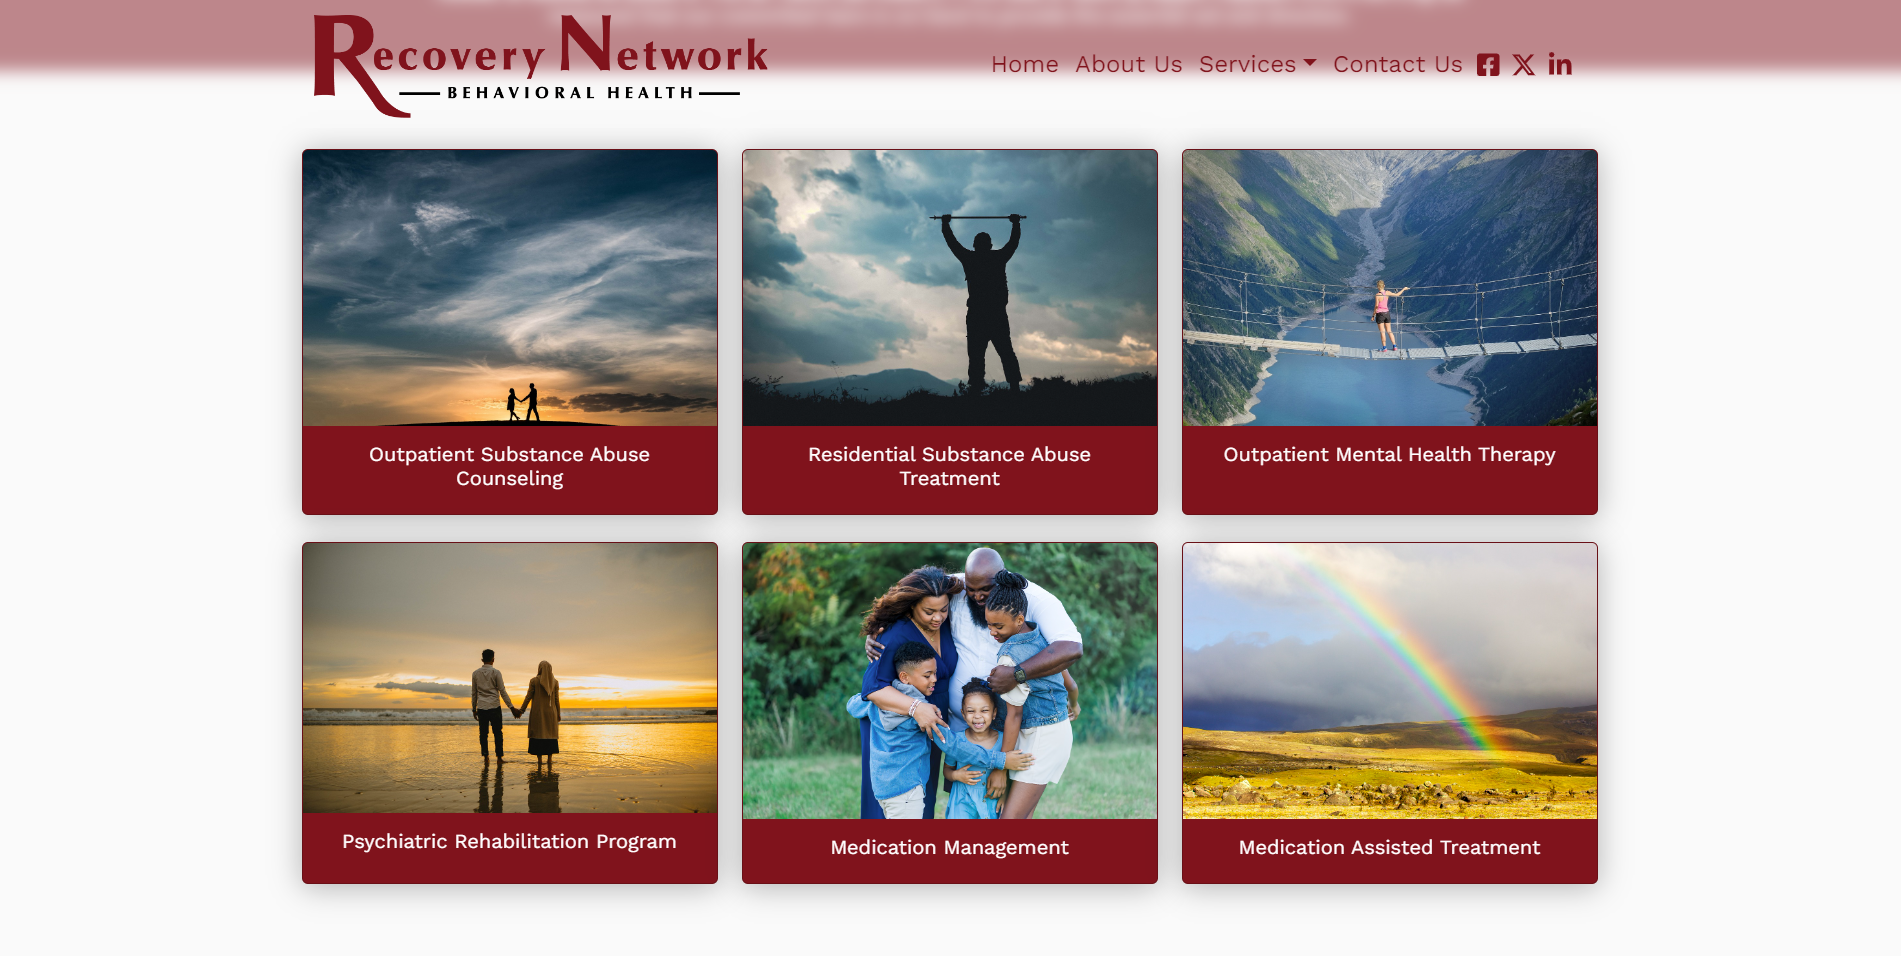 Recovery Network
BEHAVIORAL HEALTH
Home About Us Services Contact Us
Outpatient Substance Abuse
Counseling
Residential Substance Abuse
Treatment
Outpatient Mental Health Therapy
Psychiatric Rehabilitation Program
Medication Management
Medication Assisted Treatment